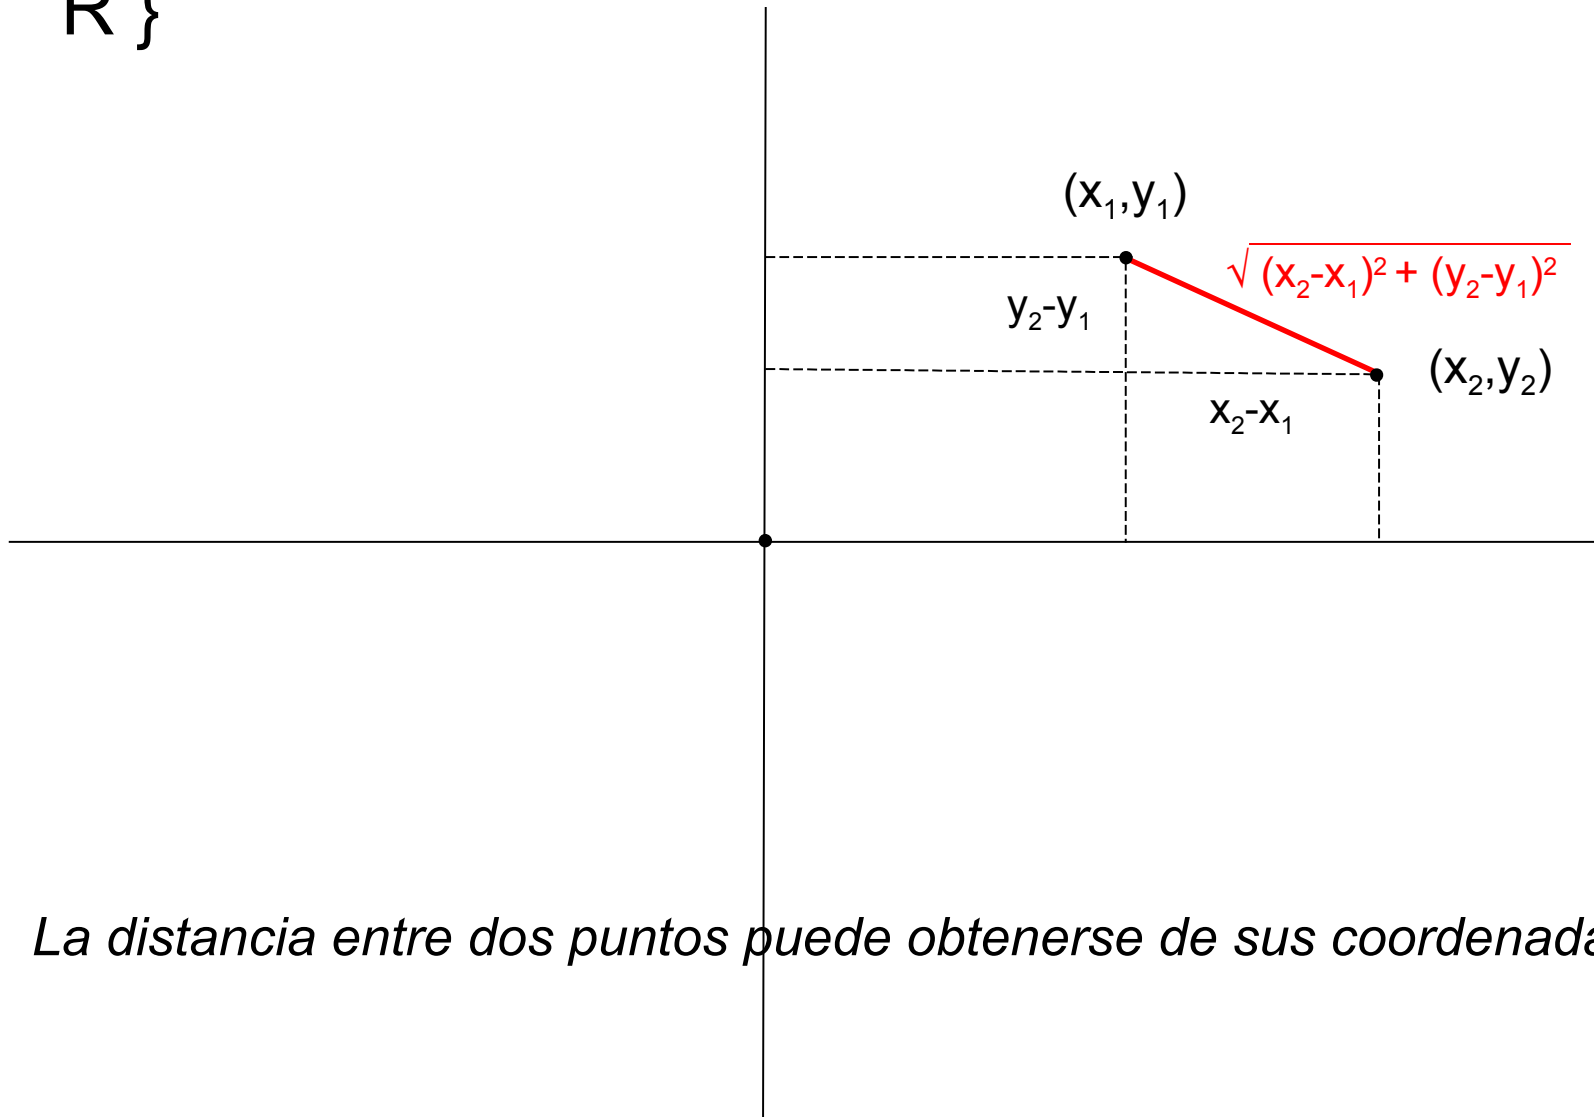 R }
(x₁,y₁)
√(x₂-x₁)² + (y₂-y₁)²
y₂-y₁
(x₂,y₂)
x₂-x₁
La distancia entre dos puntos puede obtenerse de sus coordenada